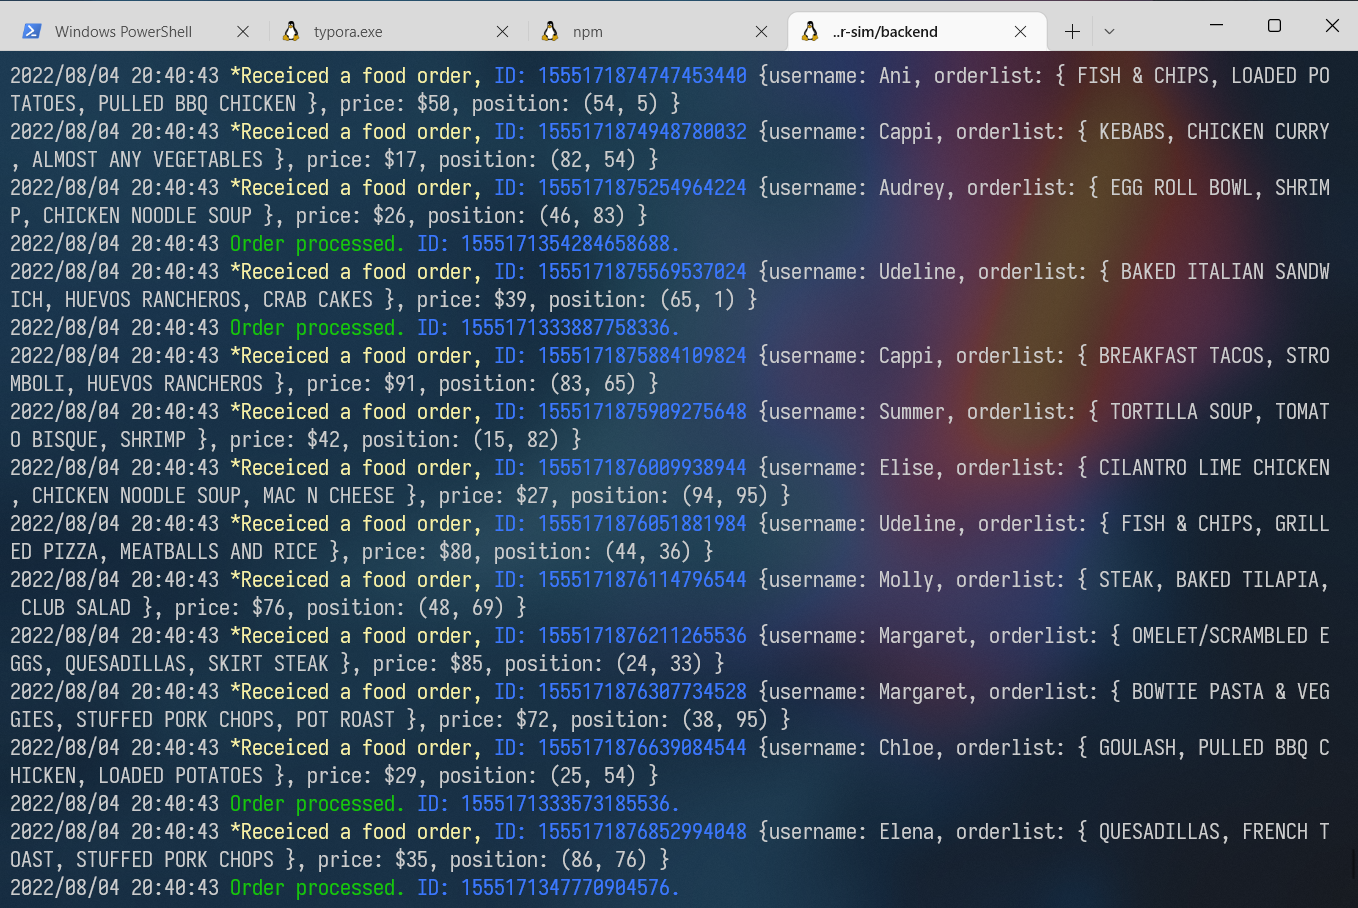 Windows PowerShell
typora.exe
npm
..r-sim/backend
2022/08/04 20:40:43 *Receiced a food order, ID: 1555171874747453440 {username: Ani, orderlist: { FISH & CHIPS, LOADED PO
TATOES, PULLED BBQ CHICKEN }, price: $50, position: (54, 5) }
2022/08/04 20:40:43 *Receiced a food order, ID: 1555171874948780032 {username: Cappi, orderlist: { KEBABS, CHICKEN CURRY
, ALMOST ANY VEGETABLES }, price: $17, position: (82, 54) }
2022/08/04 20:40:43 *Receiced a food order, ID: 1555171875254964224 {username: Audrey, orderlist: { EGG ROLL BOWL, SHRIM
P, CHICKEN NOODLE SOUP }, price: $26, position: (46, 83) }
2022/08/04 20:40:43 Order processed. ID: 1555171354284658688.
2022/08/04 20:40:43 *Receiced a food order, ID: 1555171875569537024 {username: Udeline, orderlist: { BAKED ITALIAN SANDW
ICH, HUEVOS RANCHEROS, CRAB CAKES }, price: $39, position: (65, 1) }
2022/08/04 20:40:43 Order processed. ID: 1555171333887758336.
2022/08/04 20:40:43 *Receiced a food order, ID: 1555171875884109824 {username: Cappi, orderlist: { BREAKFAST TACOS, STRO
MBOLI, HUEVOS RANCHEROS }, price: $91, position: (83, 65) }
2022/08/04 20:40:43 *Receiced a food order, ID: 1555171875909275648 {username: Summer, orderlist: { TORTILLA SOUP, TOMAT
O BISQUE, SHRIMP }, price: $42, position: (15, 82) }
2022/08/04 20:40:43 *Receiced a food order, ID: 1555171876009938944 {username: Elise, orderlist: { CILANTRO LIME CHICKEN
, CHICKEN NOODLE SOUP, MAC N CHEESE }, price: $27, position: (94, 95) }
2022/08/04 20:40:43 *Receiced a food order, ID: 1555171876051881984 {username: Udeline, orderlist: { FISH & CHIPS, GRILL
ED PIZZA, MEATBALLS AND RICE }, price: $80, position: (44, 36) }
2022/08/04 20:40:43 *Receiced a food order, ID: 1555171876114796544 {username: Molly, orderlist: { STEAK, BAKED TILAPIA,
 CLUB SALAD }, price: $76, position: (48, 69) }
2022/08/04 20:40:43 *Receiced a food order, ID: 1555171876211265536 {username: Margaret, orderlist: { OMELET/SCRAMBLED E
GGS, QUESADILLAS, SKIRT STEAK }, price: $85, position: (24, 33) }
2022/08/04 20:40:43 *Receiced a food order, ID: 1555171876307734528 {username: Margaret, orderlist: { BOWTIE PASTA & VEG
GIES, STUFFED PORK CHOPS, POT ROAST }, price: $72, position: (38, 95) }
2022/08/04 20:40:43 *Receiced a food order, ID: 1555171876639084544 {username: Chloe, orderlist: { GOULASH, PULLED BBQ C
HICKEN, LOADED POTATOES }, price: $29, position: (25, 54) }
2022/08/04 20:40:43 Order processed. ID: 1555171333573185536.
2022/08/04 20:40:43 *Receiced a food order, ID: 1555171876852994048 {username: Elena, orderlist: { QUESADILLAS, FRENCH T
OAST, STUFFED PORK CHOPS }, price: $35, position: (86, 76) }
2022/08/04 20:40:43 Order processed. ID: 1555171347770904576.